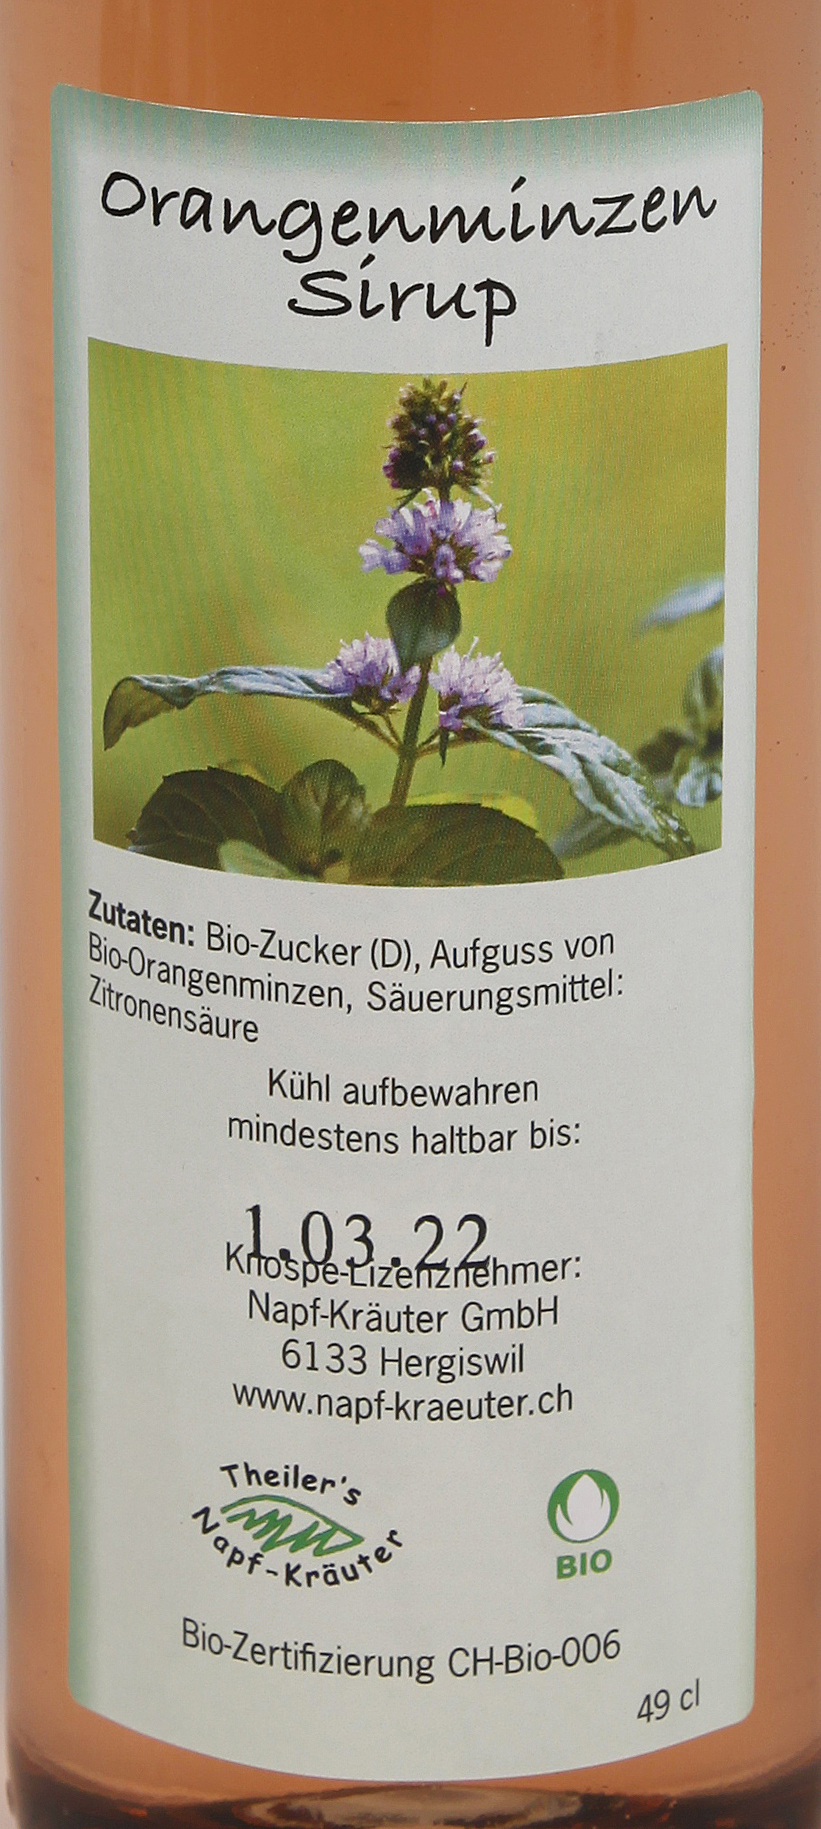 Orangenminzen
Sirup
Zutaten: Bio-Zucker (D), Aufguss von
Bio-Orangenminzen, Säuerungsmittel:
Zitronensäure
Kühl aufbewahren
mindestens haltbar bis:
1.03.22
Knospe-Lizenznehmer:
Napf-Kräuter GmbH
6133 Hergiswil
www.napf-kraeuter.ch
Theiler's
Napf-Kräuter
BIO
Bio-Zertifizierung CH-Bio-006
49 cl